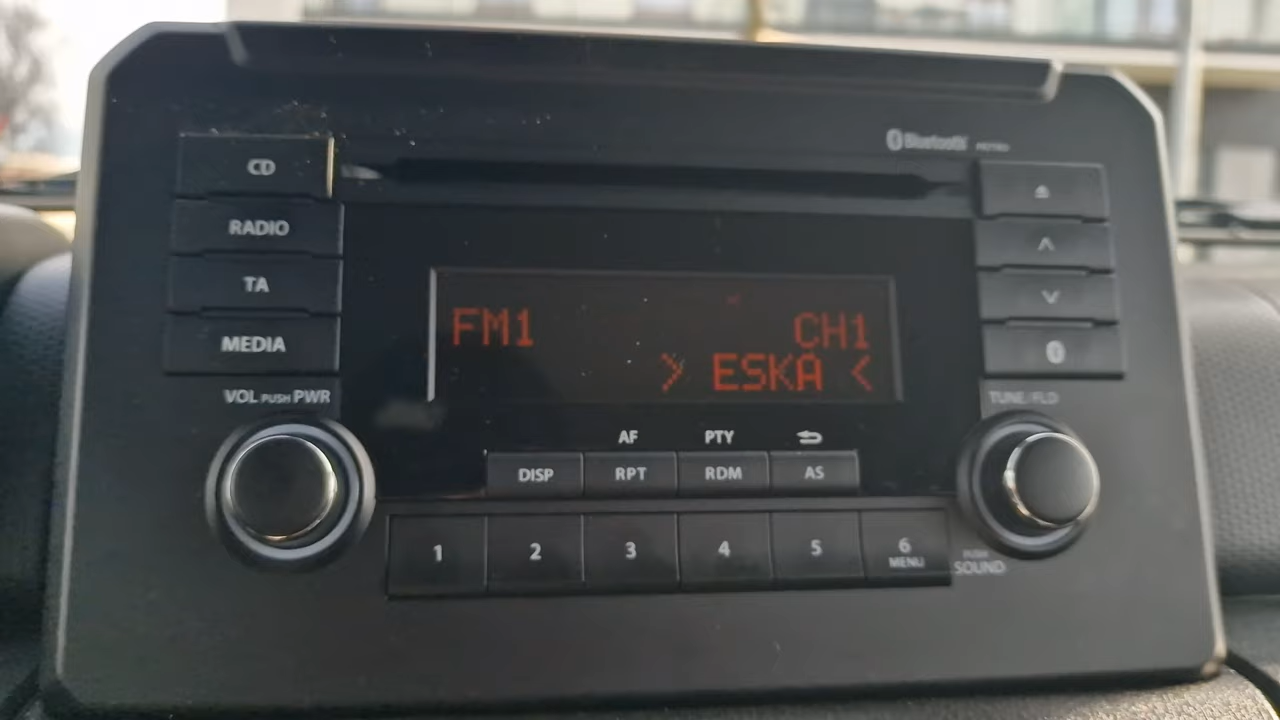 Bluetooth
CD
RADIO
TA
MEDIA
VOL PUSH PWR
FM1 CH1
> ESKA <
TUNE/FLD
AF PTY
DISP RPT RDM AS
1 2 3 4 5 6
MENU
PUSH
SOUND